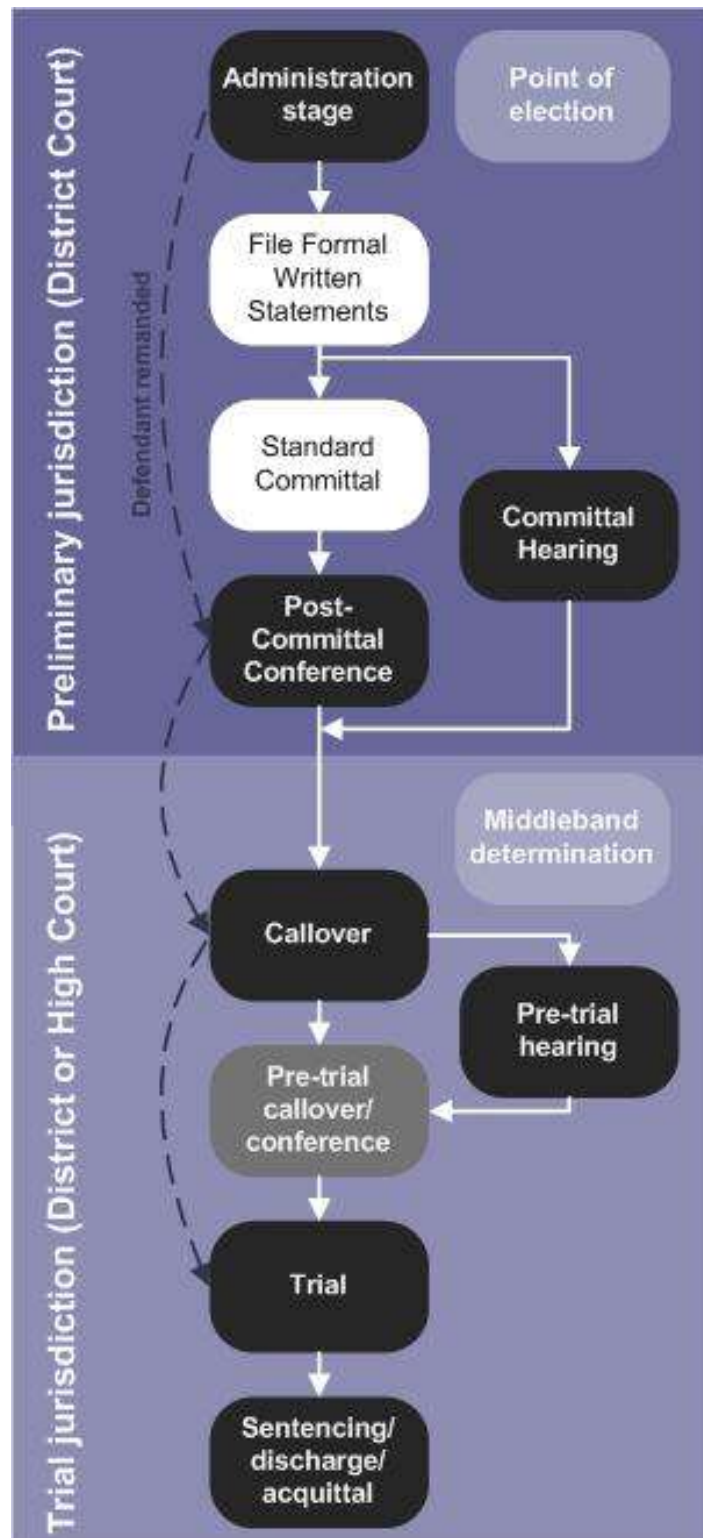 Preliminary jurisdiction (District Court)
Administration
stage
Point of
election
File Formal
Written
Statements
Defendant remanded
Standard
Committal
Committal
Hearing
Post-
Committal
Conference
Trial jurisdiction (District or High Court)
Middleband
determination
Callover
Pre-trial
hearing
Pre-trial
callover/
conference
Trial
Sentencing/
discharge/
acquittal